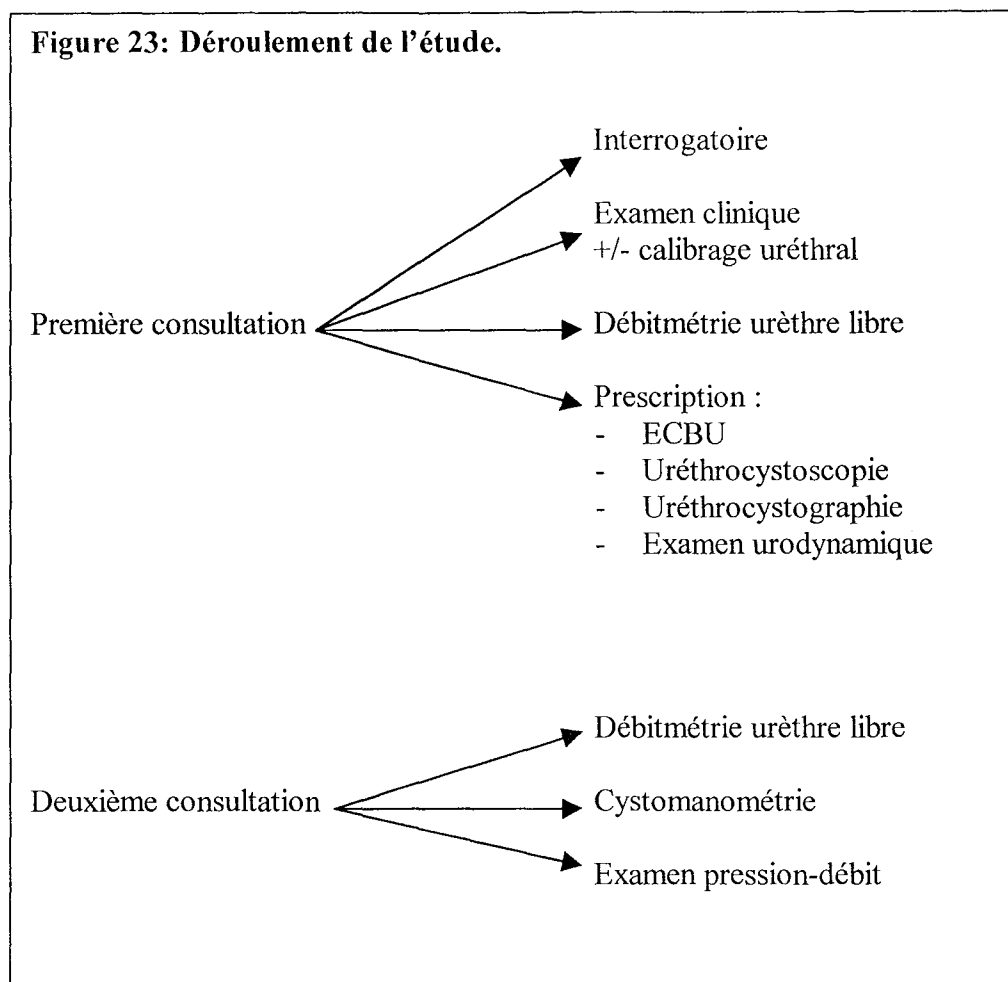 Figure 23: Déroulement de l'étude.
Interrogatoire
Examen clinique
+/- calibrage uréthral
Première consultation
Débitmétrie urèthre libre
Prescription :
- ECBU
- Uréthrocystoscopie
- Uréthrocystographie
- Examen urodynamique
Débitmétrie urèthre libre
Deuxième consultation
Cystomanométrie
Examen pression-débit